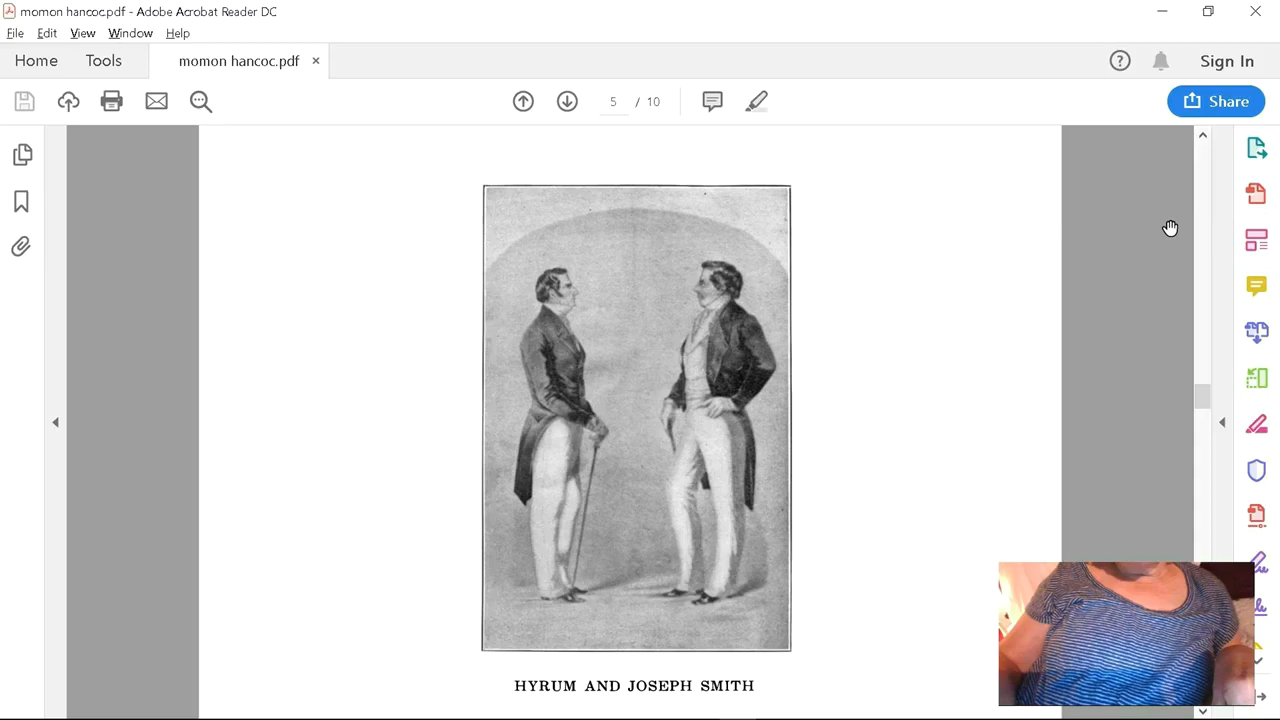 momon hancoc.pdf - Adobe Acrobat Reader DC
File Edit View Window Help
Home Tools momon hancoc.pdf × Sign In
5 / 10 Share
HYRUM AND JOSEPH SMITH